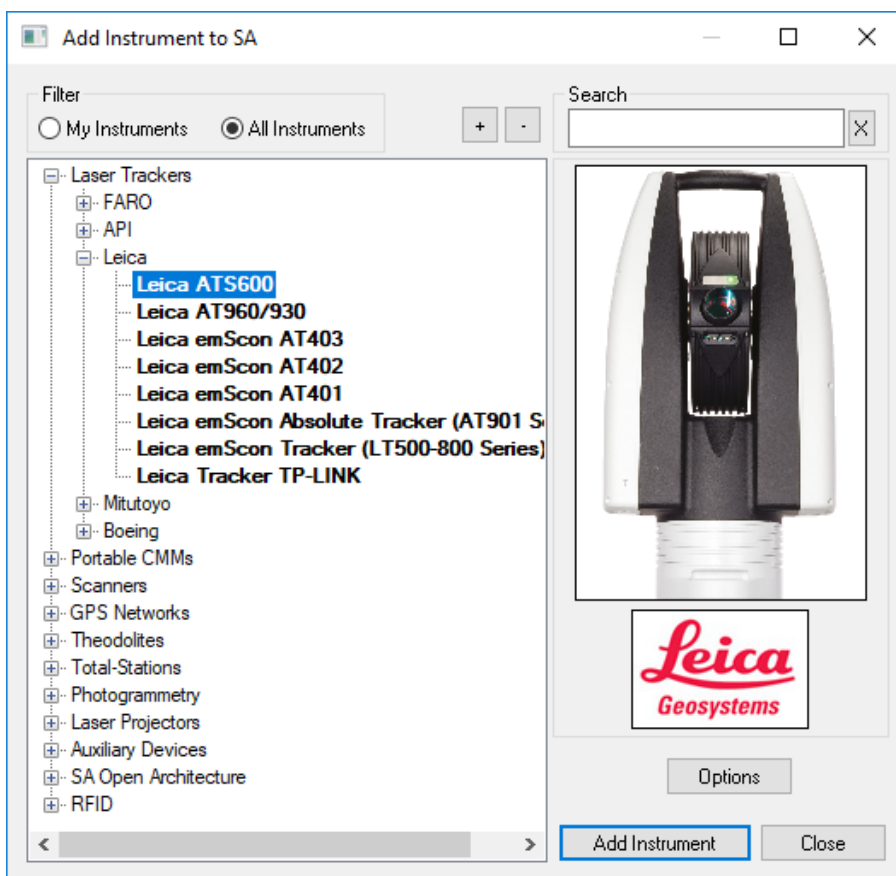 Add Instrument to SA
Filter
My Instruments
All Instruments
+
-
Search
X
Laser Trackers
FARO
API
Leica
Leica ATS600
Leica AT960/930
Leica emScon AT403
Leica emScon AT402
Leica emScon AT401
Leica emScon Absolute Tracker (AT901 S
Leica emScon Tracker (LT500-800 Series)
Leica Tracker TP-LINK
Mitutoyo
Boeing
Portable CMMs
Scanners
GPS Networks
Theodolites
Total-Stations
Photogrammetry
Laser Projectors
Auxiliary Devices
SA Open Architecture
RFID
Leica
Geosystems
Options
Add Instrument
Close